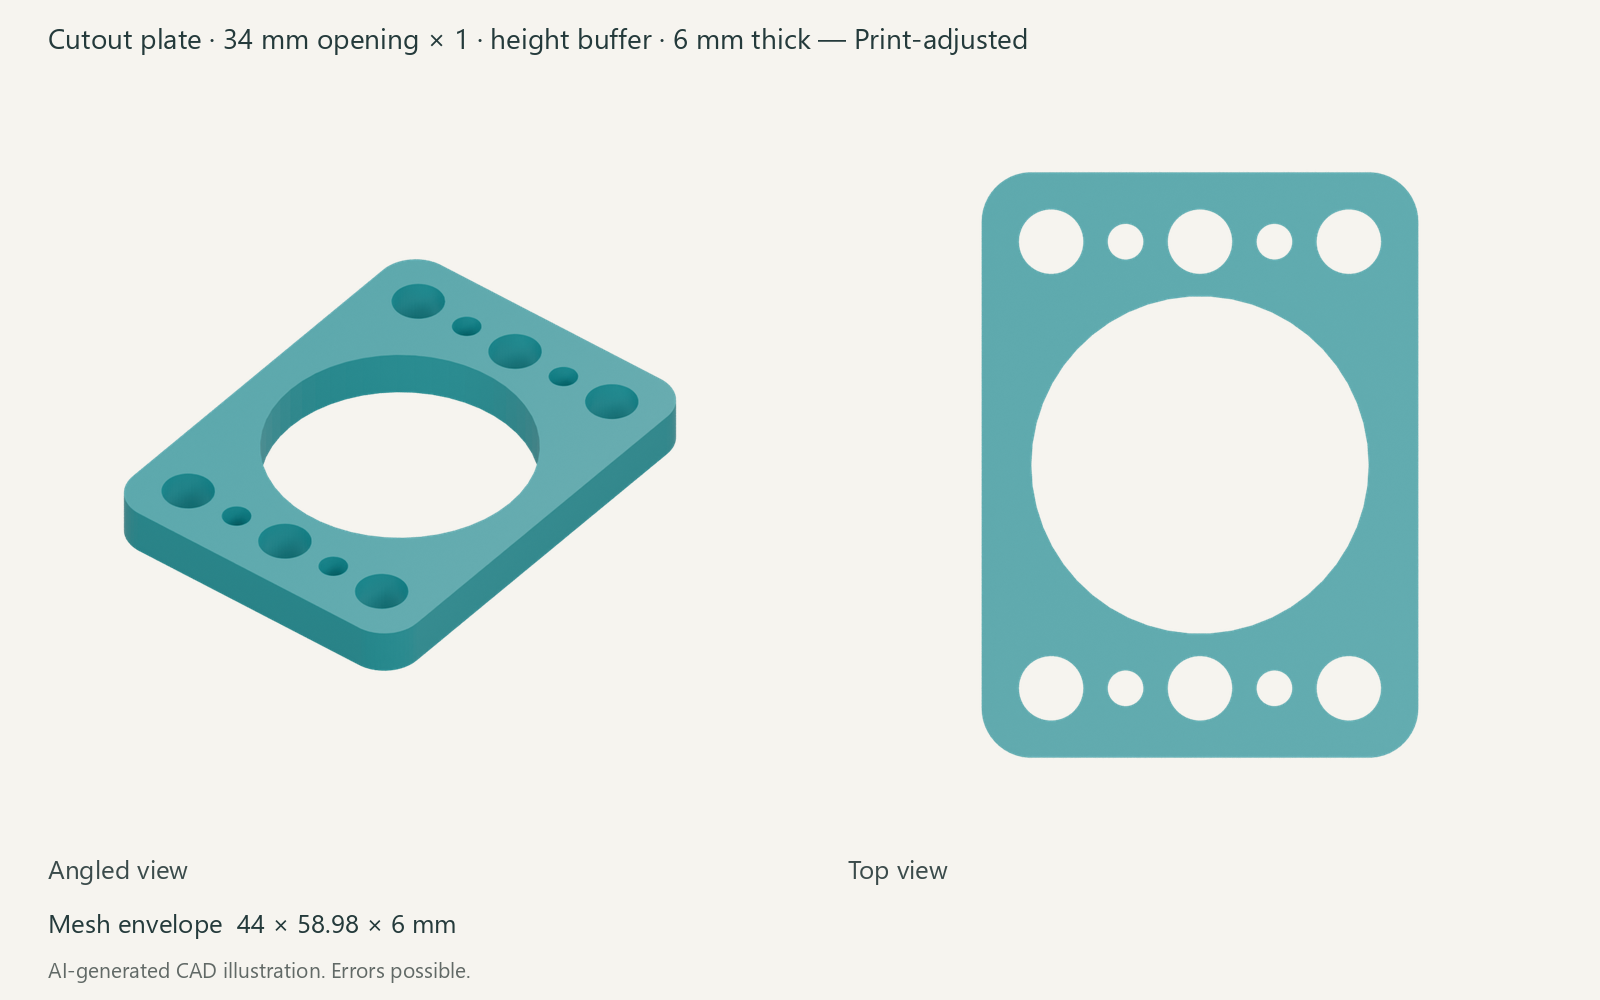 Cutout plate · 34 mm opening × 1 · height buffer · 6 mm thick — Print-adjusted
Angled view
Top view
Mesh envelope  44 × 58.98 × 6 mm
AI-generated CAD illustration. Errors possible.